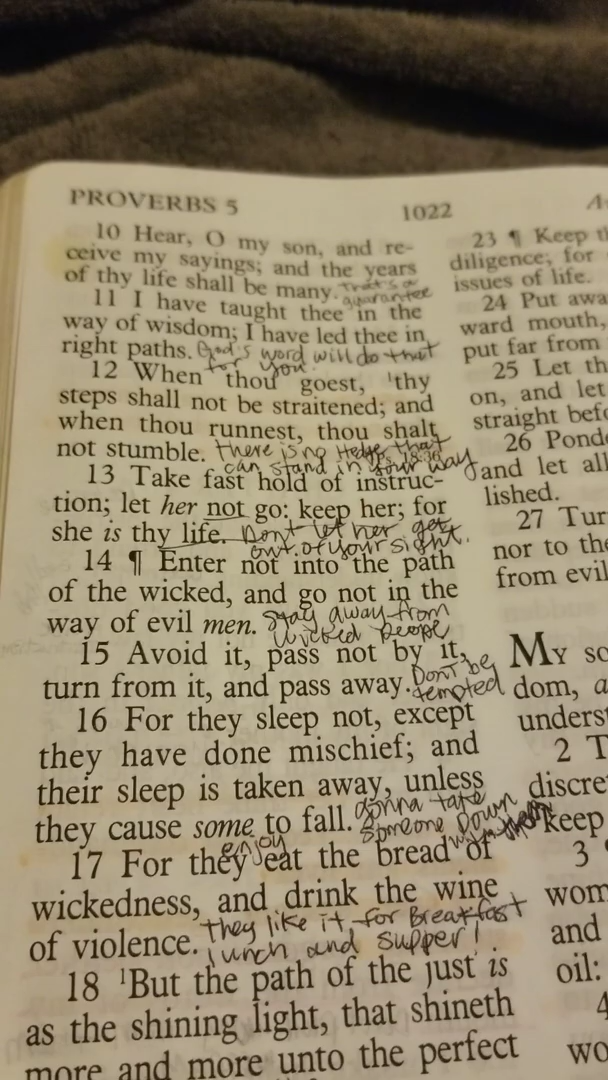 PROVERBS 5
1022
10 Hear, O my son, and re-
ceive my sayings; and the years
of thy life shall be many. that's a
guarantee
11 I have taught thee in the
way of wisdom; I have led thee in
right paths. God's word will do that
for you
12 When thou goest, ¹thy
steps shall not be straitened; and
when thou runnest, thou shalt
not stumble. there is no Hedge that
can stand in your way
13 Take fast hold of instruc-
tion; let her not go: keep her; for
she is thy life. Don't let her get
out of your sight.
14 ¶ Enter not into the path
of the wicked, and go not in the
way of evil men. Stay away from
wicked people
15 Avoid it, pass not by it,
turn from it, and pass away. Don't be
tempted
16 For they sleep not, except
they have done mischief; and
their sleep is taken away, unless
they cause some to fall. gonna take
someone down
enjoy
17 For they eat the bread of
wickedness, and drink the wine
of violence. they like it for Breakfast
lunch and supper!
18 ¹But the path of the just is
as the shining light, that shineth
more and more unto the perfect
23 ¶ Keep
diligence; for
issues of life.
24 Put
ward mouth,
put far from
25 Let
on, and let
straight
26
and let all
lished.
27
nor to the
from evil
MY
dom,
2
keep
3
and
oil:
4